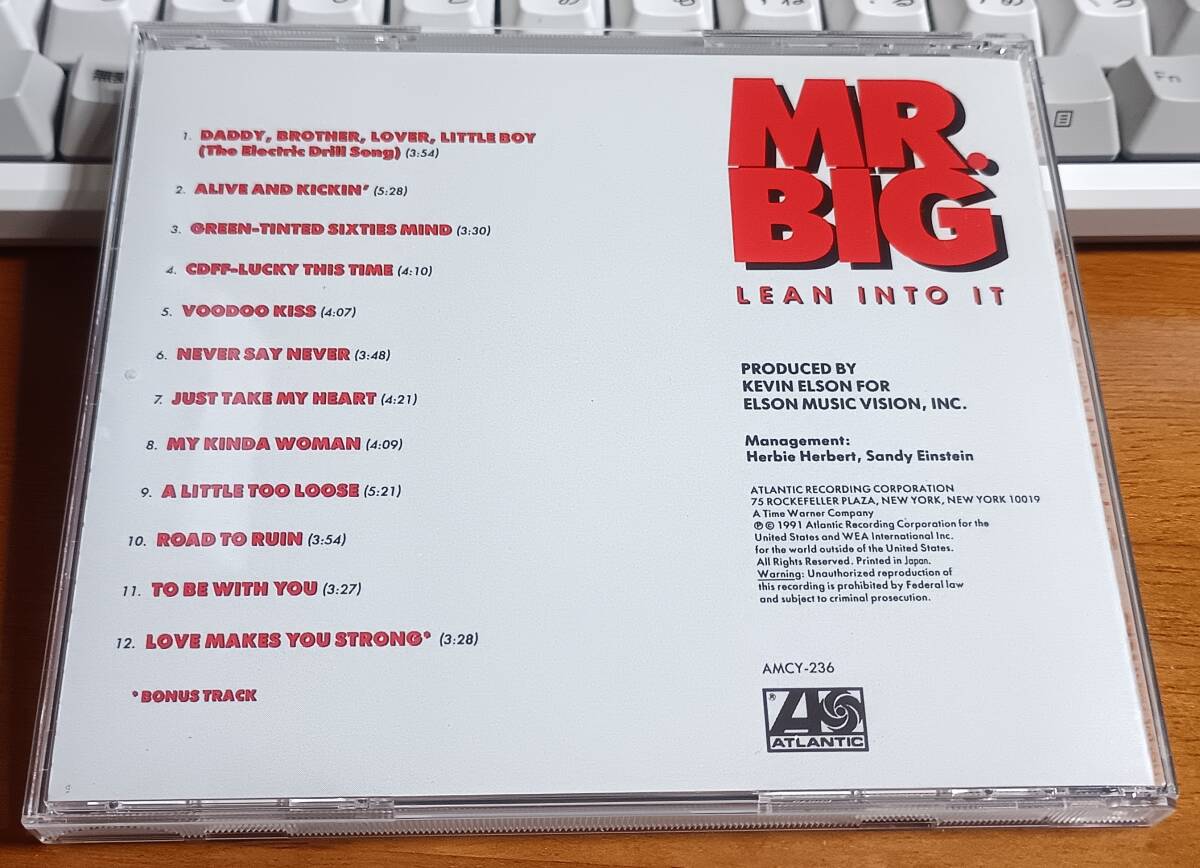 1. DADDY, BROTHER, LOVER, LITTLE BOY
(The Electric Drill Song) (3:54)
2. ALIVE AND KICKIN' (5:28)
3. GREEN-TINTED SIXTIES MIND (3:30)
4. CDFF-LUCKY THIS TIME (4:10)
5. VOODOO KISS (4:07)
6. NEVER SAY NEVER (3:48)
7. JUST TAKE MY HEART (4:21)
8. MY KINDA WOMAN (4:09)
9. A LITTLE TOO LOOSE (5:21)
10. ROAD TO RUIN (3:54)
11. TO BE WITH YOU (3:27)
12. LOVE MAKES YOU STRONG* (3:28)
*BONUS TRACK
MR.
BIG
LEAN INTO IT
PRODUCED BY
KEVIN ELSON FOR
ELSON MUSIC VISION, INC.
Management:
Herbie Herbert, Sandy Einstein
ATLANTIC RECORDING CORPORATION
75 ROCKEFELLER PLAZA, NEW YORK, NEW YORK 10019
A Time Warner Company
℗ © 1991 Atlantic Recording Corporation for the
United States and WEA International Inc.
for the world outside of the United States.
All Rights Reserved. Printed in Japan.
Warning: Unauthorized reproduction of
this recording is prohibited by Federal law
and subject to criminal prosecution.
AMCY-236
®
ATLANTIC
Fn